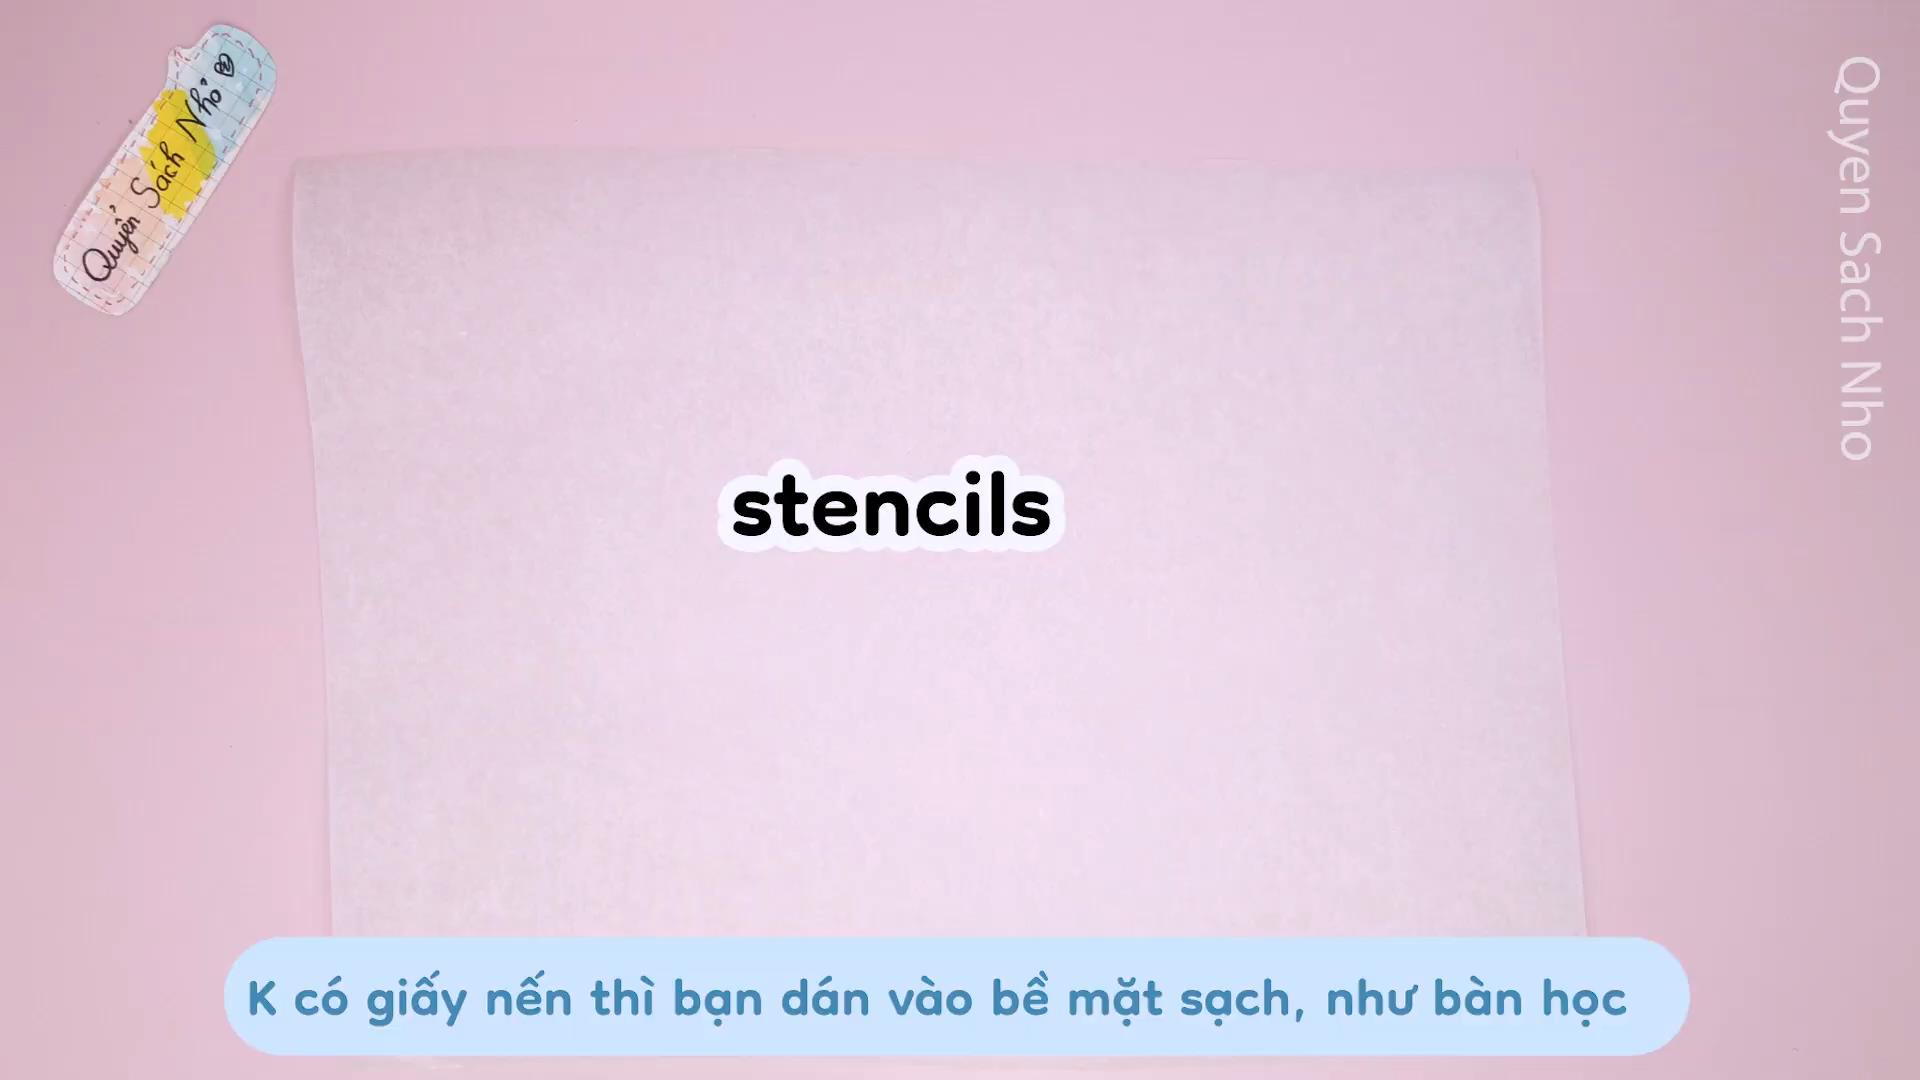 Quyển Sách Nhỏ
Quyen Sach Nho
stencils
K có giấy nến thì bạn dán vào bề mặt sạch, như bàn học